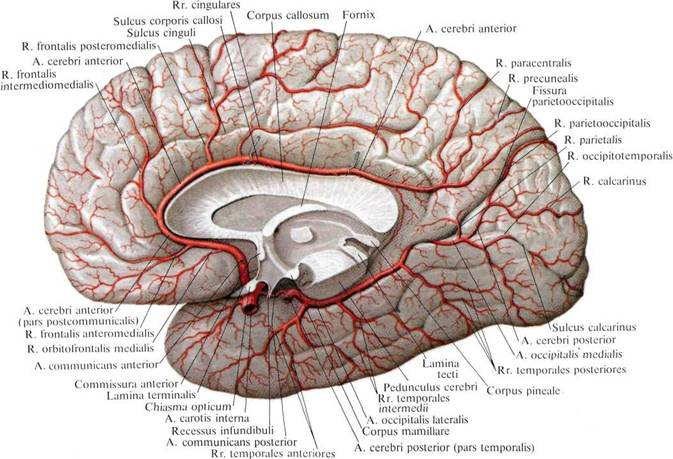 Rr. cingulares
Sulcus corporis callosi
Corpus callosum
Fornix
Sulcus cinguli
R. frontalis posteromedialis
A. cerebri anterior
A. cerebri anterior
R. frontalis
intermediomedialis
R. paracentralis
R. precunealis
Fissura
parietooccipitalis
R. parietooccipitalis
R. parietalis
R. occipitotemporalis
R. calcarinus
A. cerebri anterior
(pars postcommunicalis)
R. frontalis anteromedialis
R. orbitofrontalis medialis
A. communicans anterior
Commissura anterior
Lamina terminalis
Chiasma opticum
A. carotis interna
Recessus infundibuli
A. communicans posterior
Rr. temporales anteriores
Sulcus calcarinus
A. cerebri posterior
A. occipitalis medialis
Rr. temporales posteriores
Corpus pineale
Lamina
tecti
Pedunculus cerebri
Rr. temporales
intermedii
A. occipitalis lateralis
Corpus mamillare
A. cerebri posterior (pars temporalis)